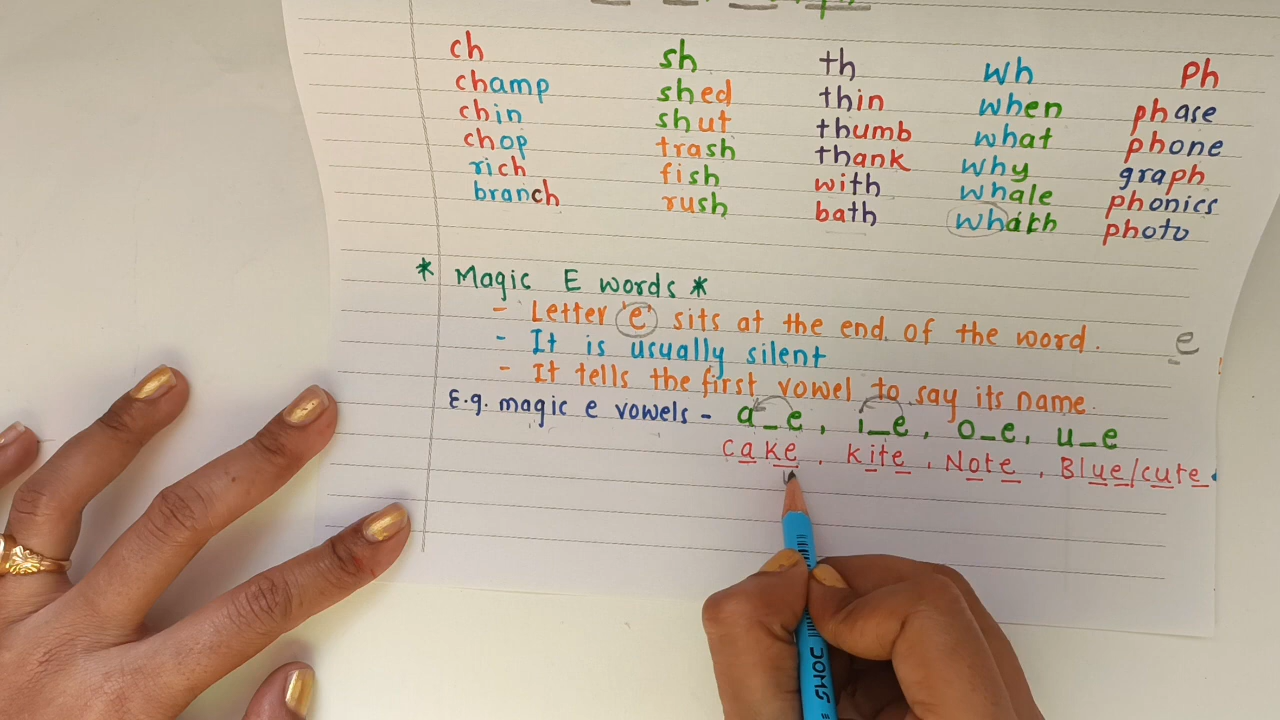 ch sh th wh Ph
champ shed thin when phase
chin shut thumb what phone
chop trash thank why graph
rich fish with whale phonics
branch rush bath photo
* Magic E words *
- Letter 'e' sits at the end of the word. e
- It is usually silent
- It tells the first vowel to say its name.
E.g. magic e vowels - a_e, i_e, o_e, u_e
cake, kite, Note, Blue/cute.
DOMS